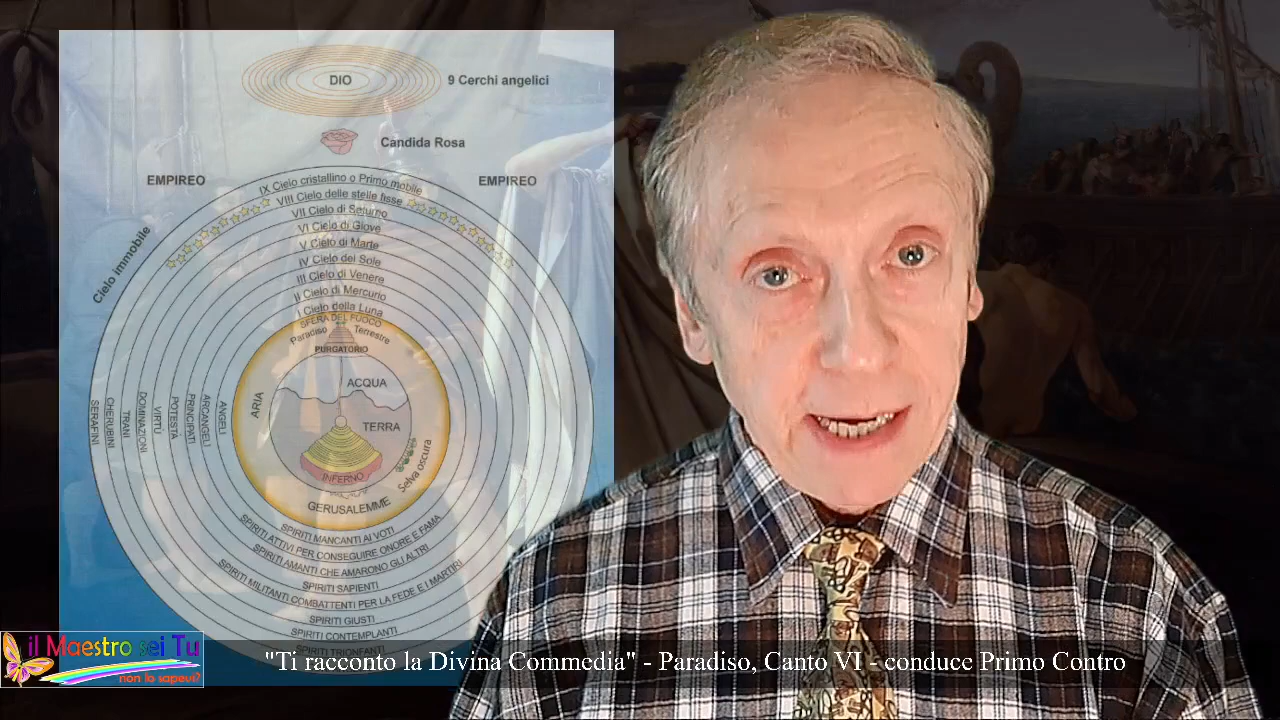 DIO
9 Cerchi angelici
Candida Rosa
EMPIREO
EMPIREO
Cielo immobile
IX Cielo cristallino o Primo mobile
VIII Cielo delle stelle fisse
VII Cielo di Saturno
VI Cielo di Giove
V Cielo di Marte
IV Cielo del Sole
III Cielo di Venere
II Cielo di Mercurio
I Cielo della Luna
SFERA DEL FUOCO
Paradiso Terrestre
PURGATORIO
ACQUA
ARIA
TERRA
INFERNO
Selva oscura
GERUSALEMME
SERAFINI
CHERUBINI
TRANI
DOMINAZIONI
VIRTÙ
POTESTÀ
PRINCIPATI
ARCANGELI
ANGELI
SPIRITI MANCANTI AI VOTI
SPIRITI ATTIVI PER CONSEGUIRE ONORE E FAMA
SPIRITI AMANTI CHE AMARONO GLI ALTRI
SPIRITI SAPIENTI
SPIRITI MILITANTI COMBATTENTI PER LA FEDE E I MARTIRI
SPIRITI GIUSTI
SPIRITI CONTEMPLANTI
SPIRITI TRIONFANTI
il Maestro sei Tu
non lo sapevi?
"Ti racconto la Divina Commedia" - Paradiso, Canto VI - conduce Primo Contro